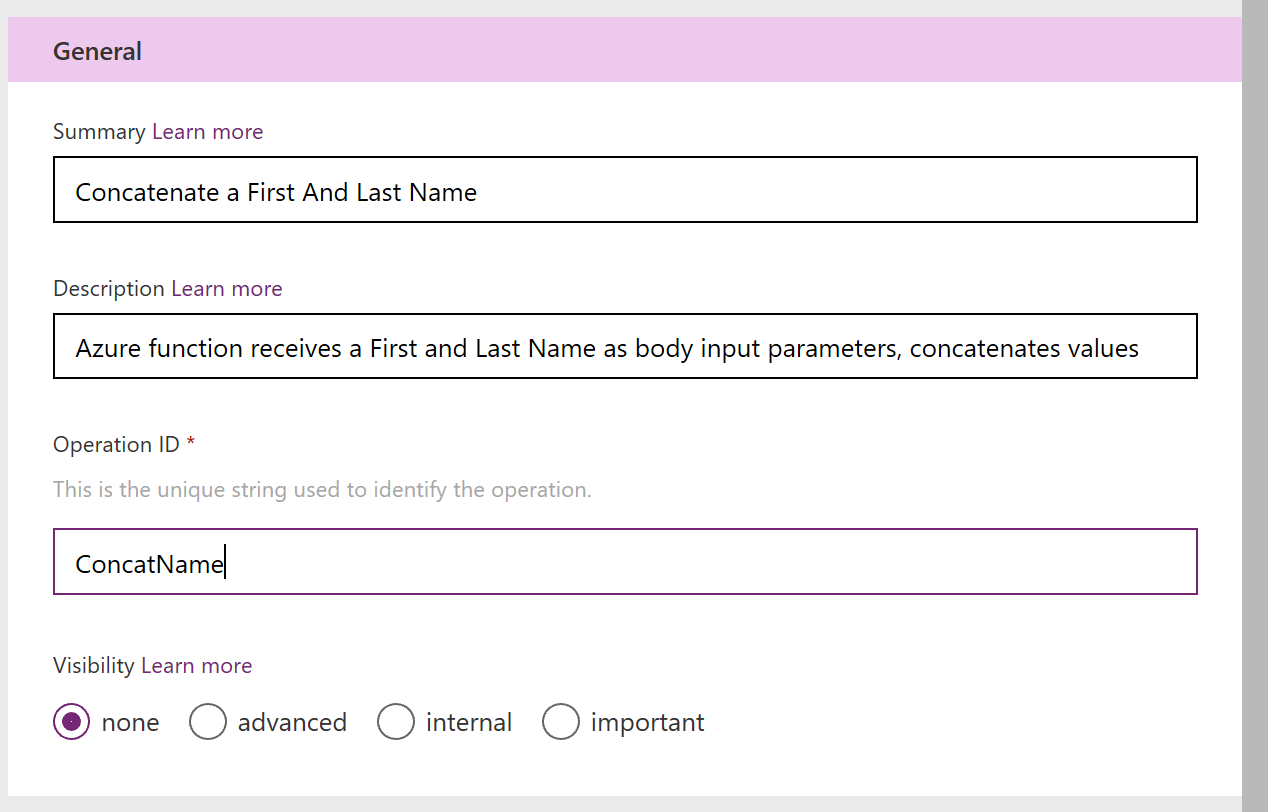 General
Summary Learn more
Concatenate a First And Last Name
Description Learn more
Azure function receives a First and Last Name as body input parameters, concatenates values
Operation ID *
This is the unique string used to identify the operation.
ConcatName
Visibility Learn more
none advanced internal important